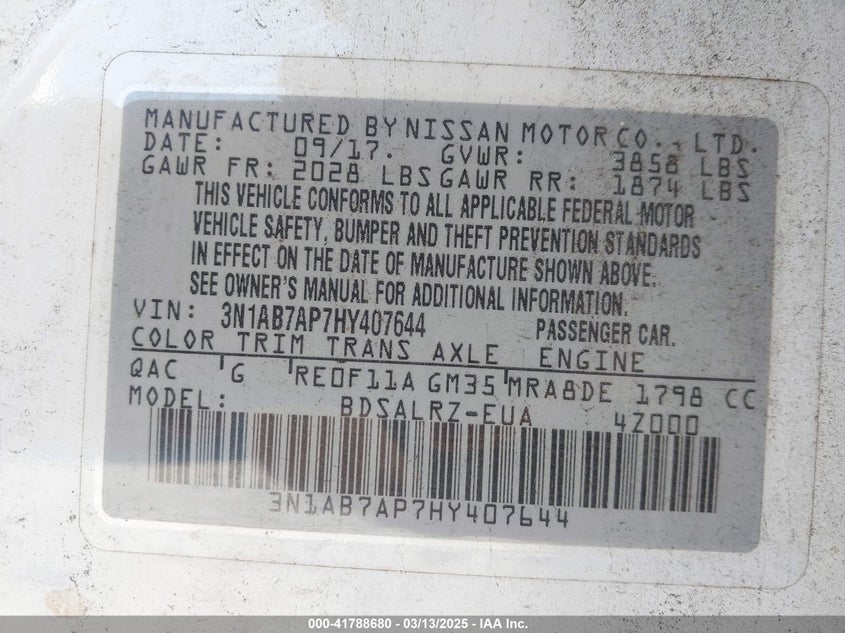 MANUFACTURED BY NISSAN MOTOR CO., LTD.
DATE: 09/17. GVWR: 3858 LBS
GAWR FR: 2028 LBS GAWR RR: 1874 LBS
THIS VEHICLE CONFORMS TO ALL APPLICABLE FEDERAL MOTOR
VEHICLE SAFETY, BUMPER AND THEFT PREVENTION STANDARDS
IN EFFECT ON THE DATE OF MANUFACTURE SHOWN ABOVE.
SEE OWNER'S MANUAL FOR ADDITIONAL INFORMATION.
VIN: 3N1AB7AP7HY407644 PASSENGER CAR.
COLOR TRIM TRANS AXLE ENGINE
QAC G RE0F11A GM35 MRA8DE 1798 CC
MODEL: BDSALRZ-EUA 4Z000
3N1AB7AP7HY407644
000-41788680 - 03/13/2025 - IAAI.com